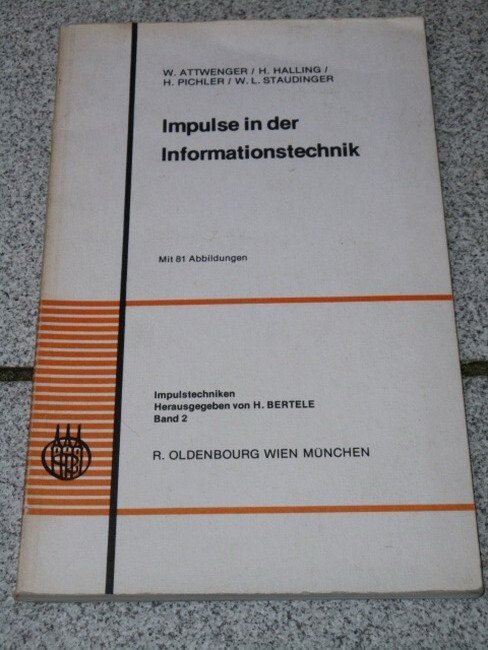 W. ATTWENGER / H. HALLING /
H. PICHLER / W. L. STAUDINGER
Impulse in der
Informationstechnik
Mit 81 Abbildungen
Impulstechniken
Herausgegeben von H. BERTELE
Band 2
R. OLDENBOURG WIEN MÜNCHEN